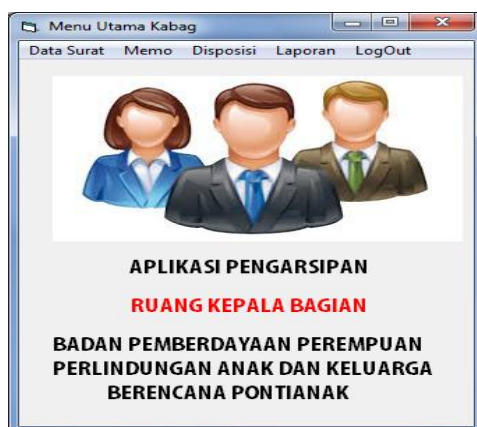 Menu Utama Kabag
Data Surat Memo Disposisi Laporan LogOut
APLIKASI PENGARSIPAN
RUANG KEPALA BAGIAN
BADAN PEMBERDAYAAN PEREMPUAN
PERLINDUNGAN ANAK DAN KELUARGA
BERENCANA PONTIANAK